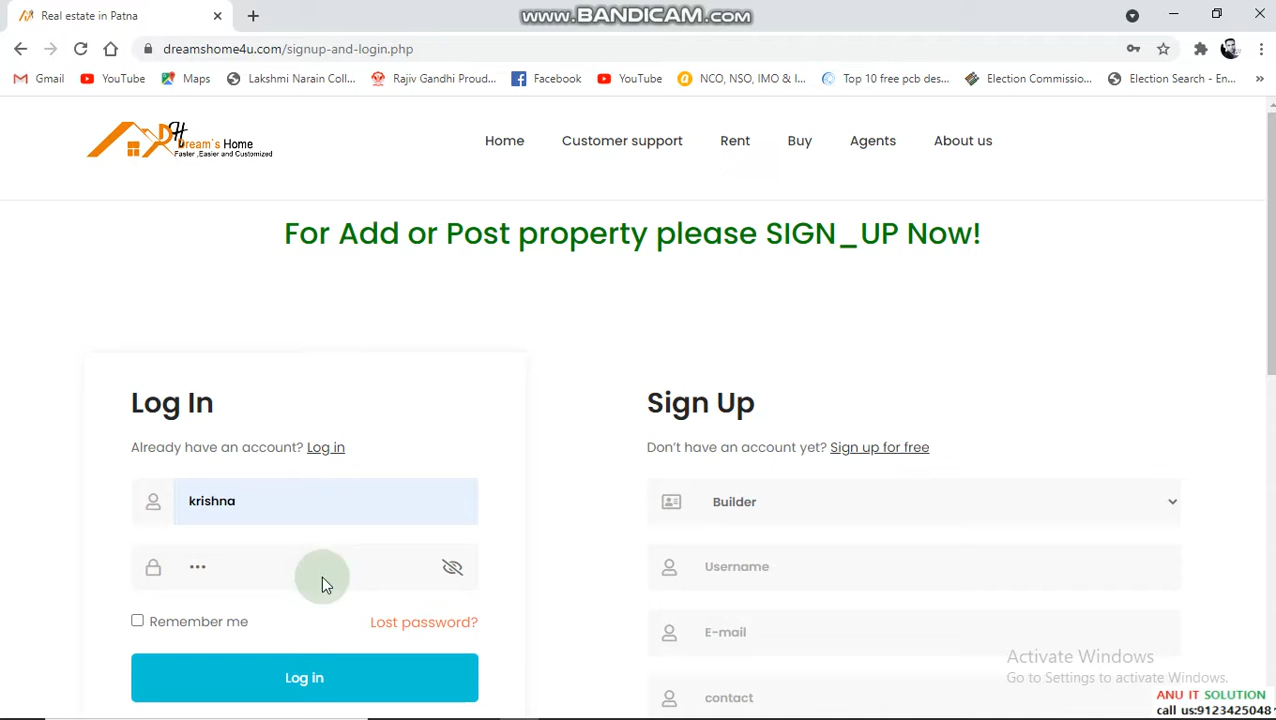 Real estate in Patna
www.BANDICAM.com
dreamshome4u.com/signup-and-login.php
Gmail
YouTube
Maps
Lakshmi Narain Coll...
Rajiv Gandhi Proud...
Facebook
YouTube
NCO, NSO, IMO & I...
Top 10 free pcb des...
Election Commissio...
Election Search - En...
DH
Dream's Home
Faster ,Easier and Customized
Home
Customer support
Rent
Buy
Agents
About us
For Add or Post property please SIGN_UP Now!
Log In
Already have an account? Log in
krishna
Remember me
Lost password?
Log in
Sign Up
Don't have an account yet? Sign up for free
Builder
Username
E-mail
contact
Activate Windows
Go to Settings to activate Windows.
ANU IT SOLUTION
call us:9123425048